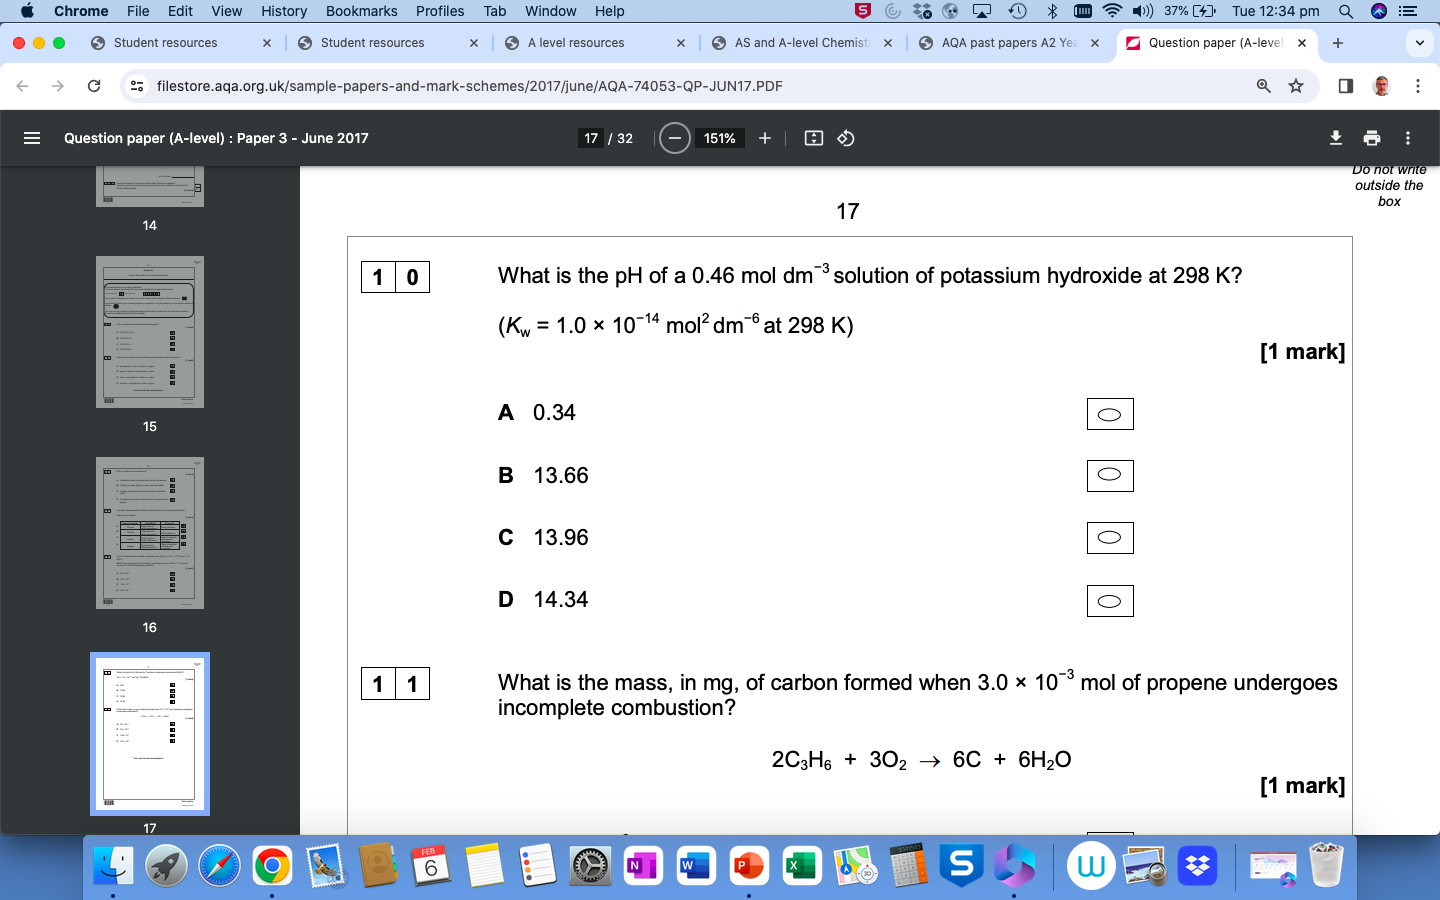 Chrome File Edit View History Bookmarks Profiles Tab Window Help 37% Tue 12:34 pm
Student resources Student resources A level resources AS and A-level Chemist AQA past papers A2 Yea Question paper (A-level
filestore.aqa.org.uk/sample-papers-and-mark-schemes/2017/june/AQA-74053-QP-JUN17.PDF
Question paper (A-level) : Paper 3 - June 2017 17 / 32 151%
14
15
16
17
Do not write
outside the
box
17
1 0 What is the pH of a 0.46 mol dm⁻³ solution of potassium hydroxide at 298 K?
(Kw = 1.0 × 10⁻¹⁴ mol² dm⁻⁶ at 298 K)
[1 mark]
A 0.34
B 13.66
C 13.96
D 14.34
1 1 What is the mass, in mg, of carbon formed when 3.0 × 10⁻³ mol of propene undergoes
incomplete combustion?
2C₃H₆ + 3O₂ → 6C + 6H₂O
[1 mark]
FEB
6
N W P X 3D S W